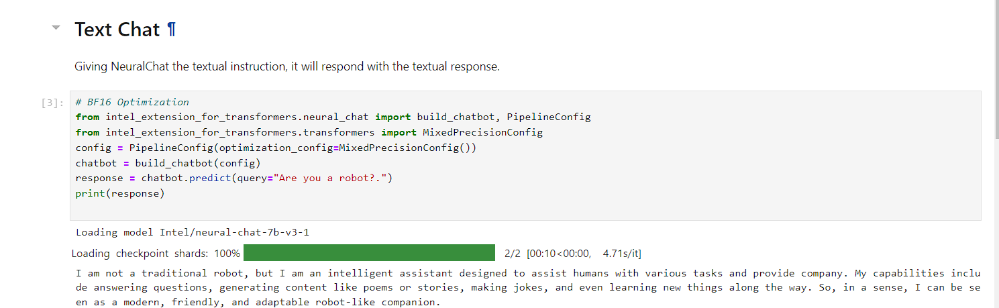 Text Chat ¶
Giving NeuralChat the textual instruction, it will respond with the textual response.
[3]:
# BF16 Optimization
from intel_extension_for_transformers.neural_chat import build_chatbot, PipelineConfig
from intel_extension_for_transformers.transformers import MixedPrecisionConfig
config = PipelineConfig(optimization_config=MixedPrecisionConfig())
chatbot = build_chatbot(config)
response = chatbot.predict(query="Are you a robot?.")
print(response)
Loading model Intel/neural-chat-7b-v3-1
Loading checkpoint shards: 100% 2/2 [00:10<00:00, 4.71s/it]
I am not a traditional robot, but I am an intelligent assistant designed to assist humans with various tasks and provide company. My capabilities inclu
de answering questions, generating content like poems or stories, making jokes, and even learning new things along the way. So, in a sense, I can be se
en as a modern, friendly, and adaptable robot-like companion.